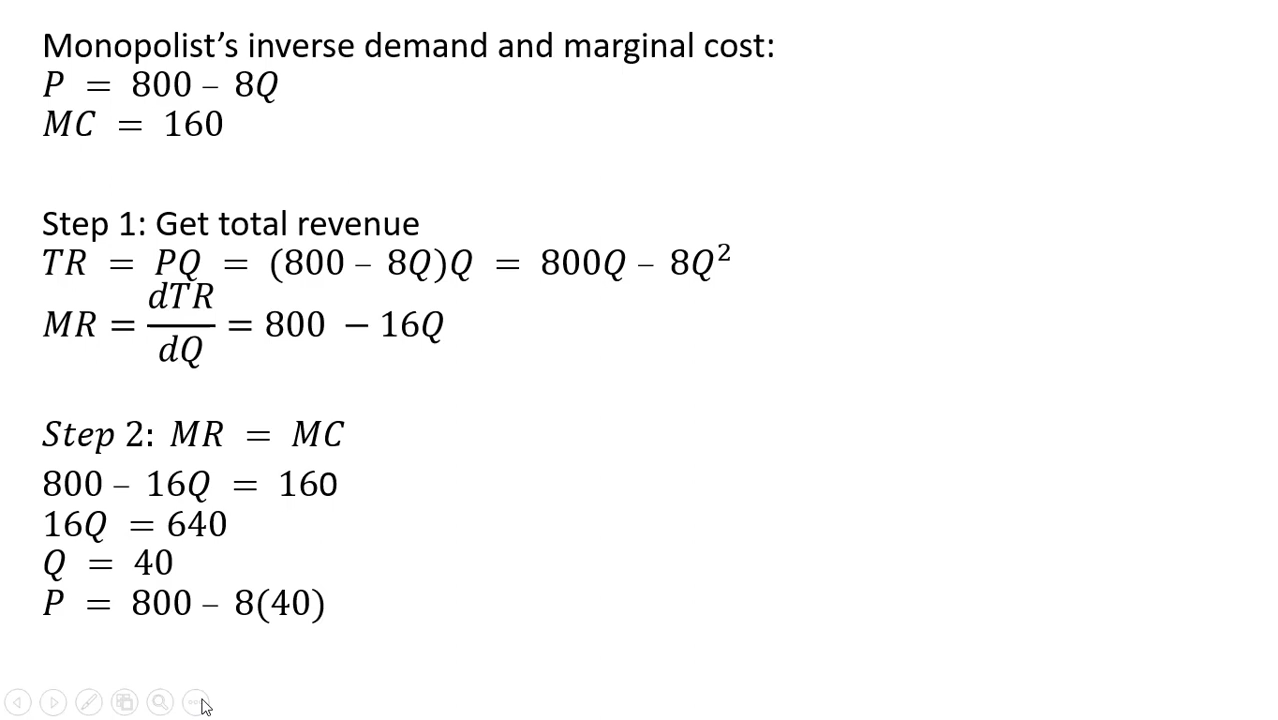 Monopolist’s inverse demand and marginal cost:
P = 800 – 8Q
MC = 160
Step 1: Get total revenue
TR = PQ = (800 – 8Q)Q = 800Q – 8Q²
MR = dTR/dQ = 800 − 16Q
Step 2: MR = MC
800 – 16Q = 160
16Q = 640
Q = 40
P = 800 – 8(40)